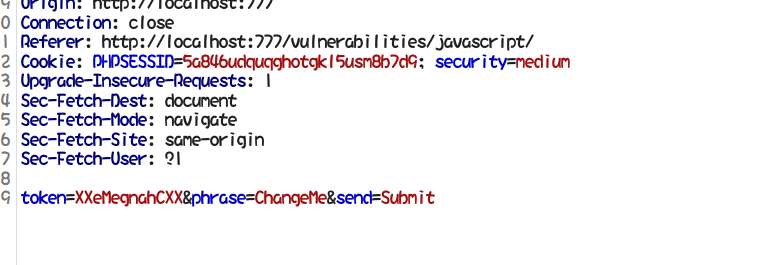 9 Origin: http://localhost:777
0 Connection: close
1 Referer: http://localhost:777/vulnerabilities/javascript/
2 Cookie: PHPSESSID=5a846udquqghotgkl5usm8b7d9; security=medium
3 Upgrade-Insecure-Requests: 1
4 Sec-Fetch-Dest: document
5 Sec-Fetch-Mode: navigate
6 Sec-Fetch-Site: same-origin
7 Sec-Fetch-User: ?1
8
9 token=XXeMegnahCXX&phrase=ChangeMe&send=Submit